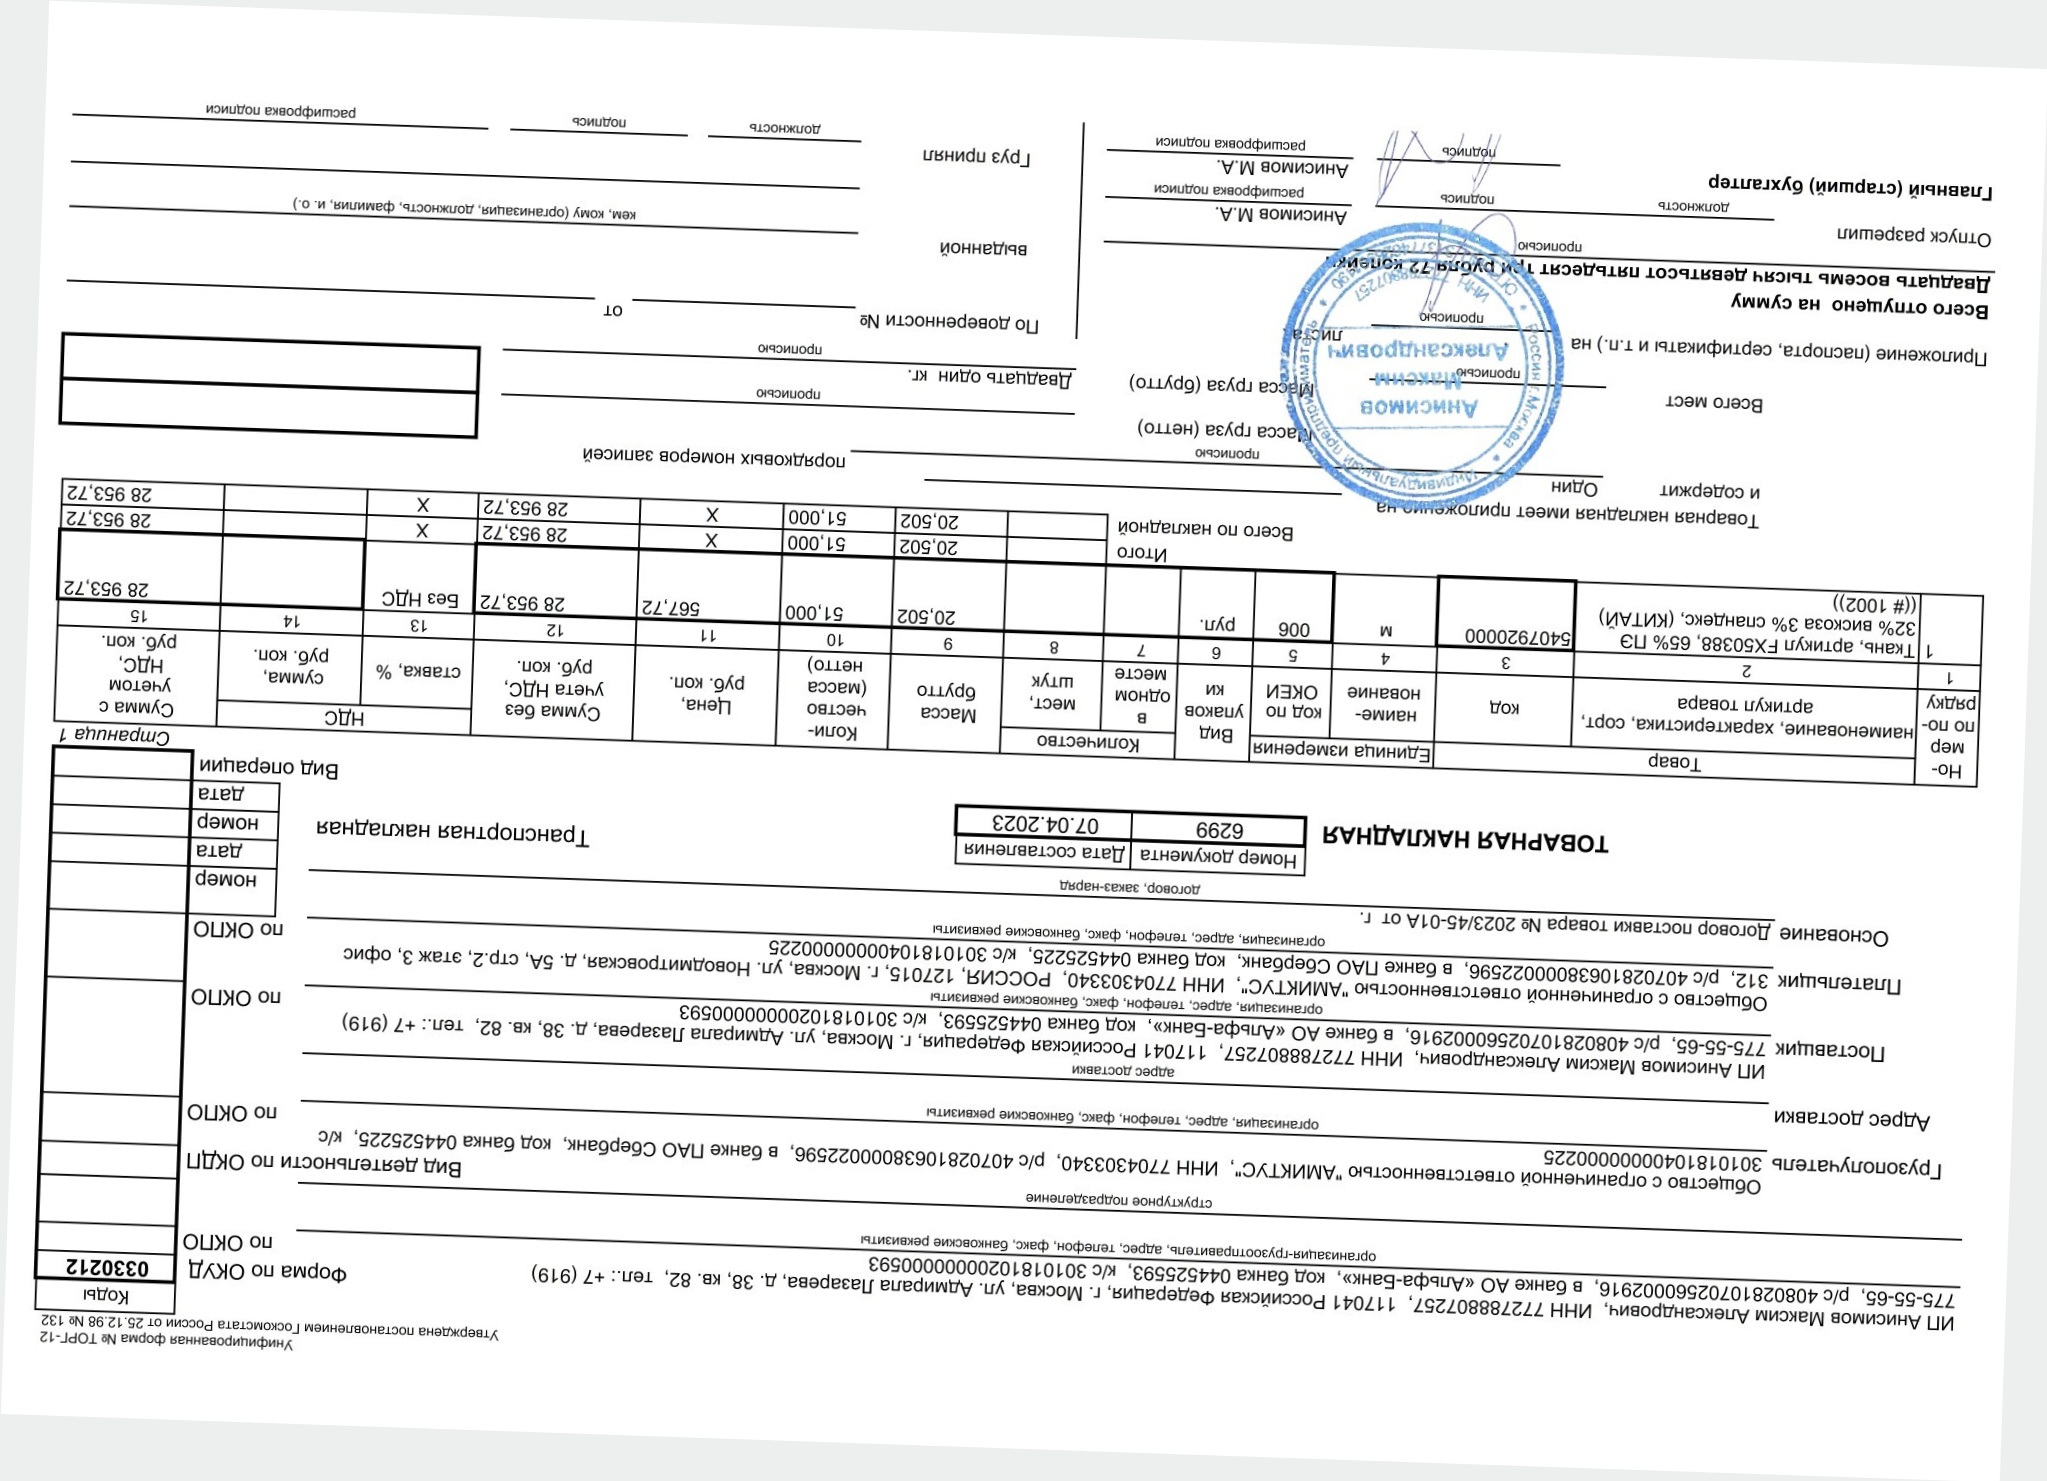 Унифицированная форма № ТОРГ-12
Утверждена постановлением Госкомстата России от 25.12.98 № 132
Коды
Форма по ОКУД 0330212
ИП Анисимов Максим Александрович, ИНН 772788807257, 117041 Российская Федерация, г. Москва, ул. Адмирала Лазарева, д. 38, кв. 82, тел.: +7 (919)
775-55-65, р/с 40802810702560002916, в банке АО «Альфа-Банк», код банка 044525593, к/с 30101810200000000593
по ОКПО
организация-грузоотправитель, адрес, телефон, факс, банковские реквизиты
структурное подразделение
Вид деятельности по ОКДП
Грузополучатель
Общество с ограниченной ответственностью "АМИКТУС", ИНН 7704303340, р/с 40702810638000022596, в банке ПАО Сбербанк, код банка 044525225, к/с
30101810400000000225
по ОКПО
организация, адрес, телефон, факс, банковские реквизиты
Адрес доставки
адрес доставки
Поставщик
ИП Анисимов Максим Александрович, ИНН 772788807257, 117041 Российская Федерация, г. Москва, ул. Адмирала Лазарева, д. 38, кв. 82, тел.: +7 (919)
775-55-65, р/с 40802810702560002916, в банке АО «Альфа-Банк», код банка 044525593, к/с 30101810200000000593
по ОКПО
организация, адрес, телефон, факс, банковские реквизиты
Плательщик
Общество с ограниченной ответственностью "АМИКТУС", ИНН 7704303340, РОССИЯ, 127015, г. Москва, ул. Новодмитровская, д. 5А, стр.2, этаж 3, офис
312, р/с 40702810638000022596, в банке ПАО Сбербанк, код банка 044525225, к/с 30101810400000000225
по ОКПО
организация, адрес, телефон, факс, банковские реквизиты
Основание Договор поставки товара № 2023/45-01А от г.
договор, заказ-наряд
номер
дата
Транспортная накладная номер
дата
Вид операции
Номер документа Дата составления
ТОВАРНАЯ НАКЛАДНАЯ 6299 07.04.2023
Страница 1
Но-
мер
по по-
рядку
Товар
наименование, характеристика, сорт,
артикул товара
код
Единица измерения
наиме-
нование
код по
ОКЕИ
Вид
упаков
ки
Количество
в
одном
месте
мест,
штук
Масса
брутто
Коли-
чество
(масса
нетто)
Цена,
руб. коп.
Сумма без
учета НДС,
руб. коп.
НДС
ставка, %
сумма,
руб. коп.
Сумма с
учетом
НДС,
руб. коп.
1 2 3 4 5 6 7 8 9 10 11 12 13 14 15
1 Ткань, артикул FX50388, 65% ПЭ 5407920000 м 006 рул. 20,502 51,000 567,72 28 953,72 Без НДС 28 953,72
32% вискоза 3% спандекс, (КИТАЙ)
((# 1002))
Итого 20,502 51,000 X 28 953,72 X 28 953,72
Всего по накладной 20,502 51,000 X 28 953,72 X 28 953,72
Товарная накладная имеет приложение на
и содержит Один порядковых номеров записей
прописью
Масса груза (нетто)
прописью
Всего мест
прописью
Масса груза (брутто) Двадцать один кг.
прописью
Приложение (паспорта, сертификаты и т.п.) на листа
прописью
Всего отпущено на сумму
Двадцать восемь тысяч девятьсот пятьдесят три рубля 72 копейки
прописью
Отпуск разрешил Анисимов М.А.
должность подпись расшифровка подписи
Главный (старший) бухгалтер Анисимов М.А.
подпись расшифровка подписи
По доверенности № от
выданной
кем, кому (организация, должность, фамилия, и. о.)
Груз принял
должность подпись расшифровка подписи
Индивидуальный предприниматель
Россия г. Москва
Анисимов
Максим
Александрович
ИНН 772788807257